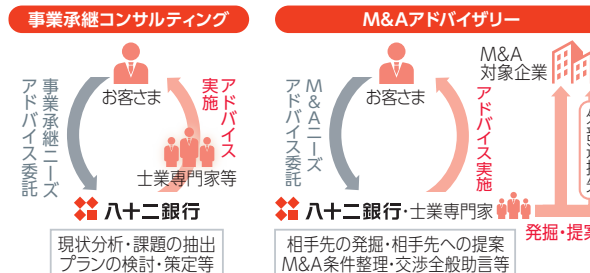 事業承継コンサルティング
お客さま
事業承継ニーズ
アドバイス委託
アドバイス
実施
士業専門家等
八十二銀行
現状分析・課題の抽出
プランの検討・策定等
M&Aアドバイザリー
M&A
対象企業
お客さま
M&Aニーズ
アドバイス委託
アドバイス実施
八十二銀行・士業専門家
発掘・提案
相手先の発掘・相手先への提案
M&A条件整理・交渉全般助言等